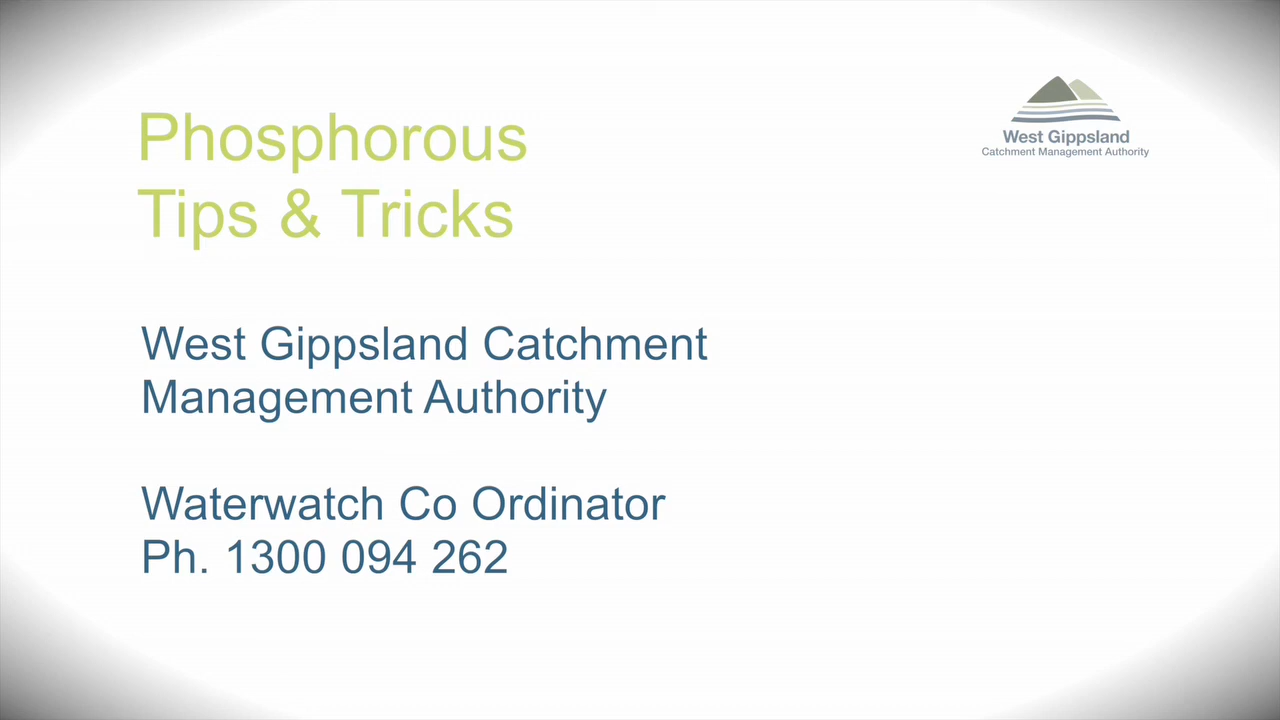 Phosphorous
Tips & Tricks
West Gippsland
Catchment Management Authority
West Gippsland Catchment
Management Authority
Waterwatch Co Ordinator
Ph. 1300 094 262